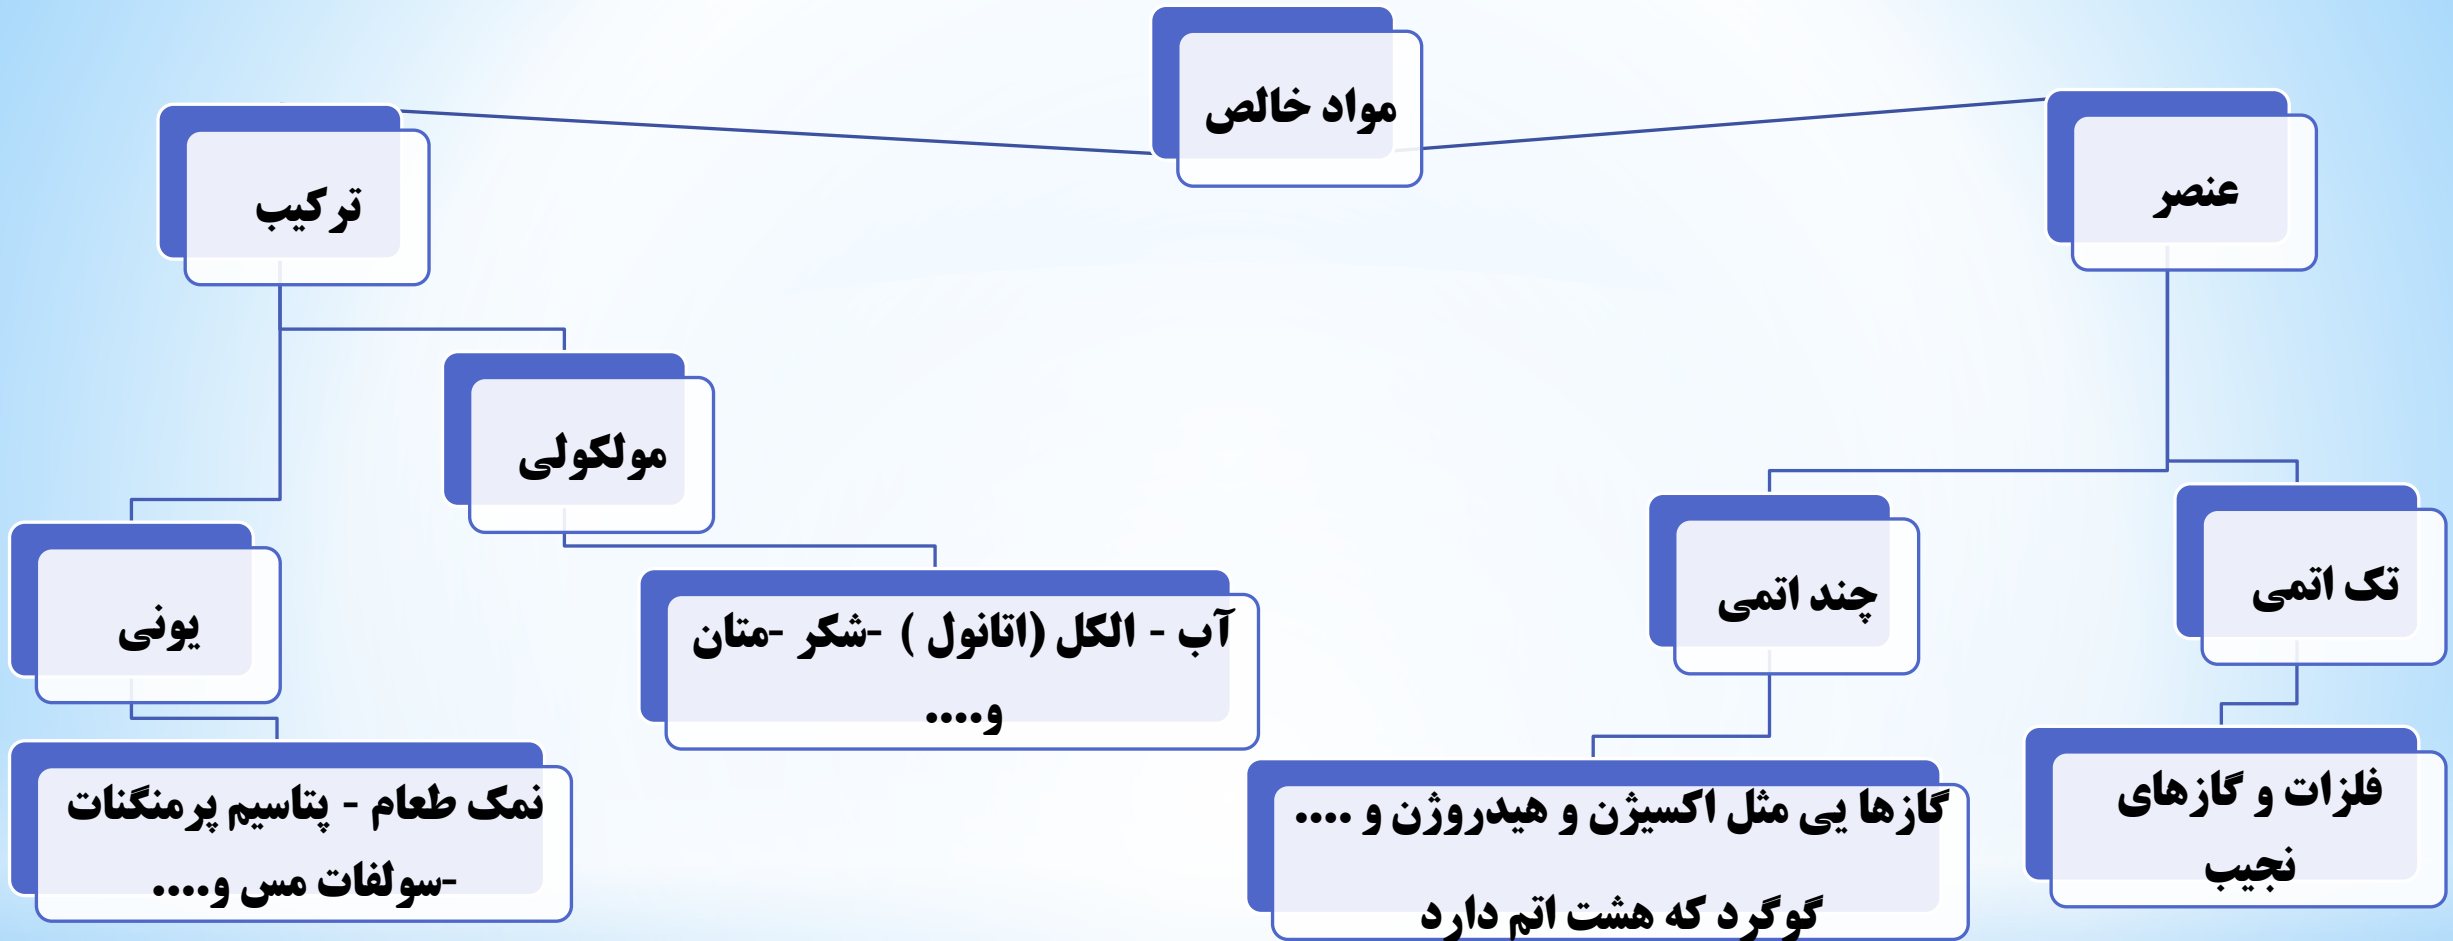 مواد خالص
عنصر
ترکیب
مولکولی
چند اتمی
تک اتمی
یونی
آب - الکل (اتانول ) -شکر -متان
و....
فلزات و گازهای
نجیب
گازها یی مثل اکسیژن و هیدروژن و ....
گوگرد که هشت اتم دارد
نمک طعام - پتاسیم پرمنگنات
-سولفات مس و....